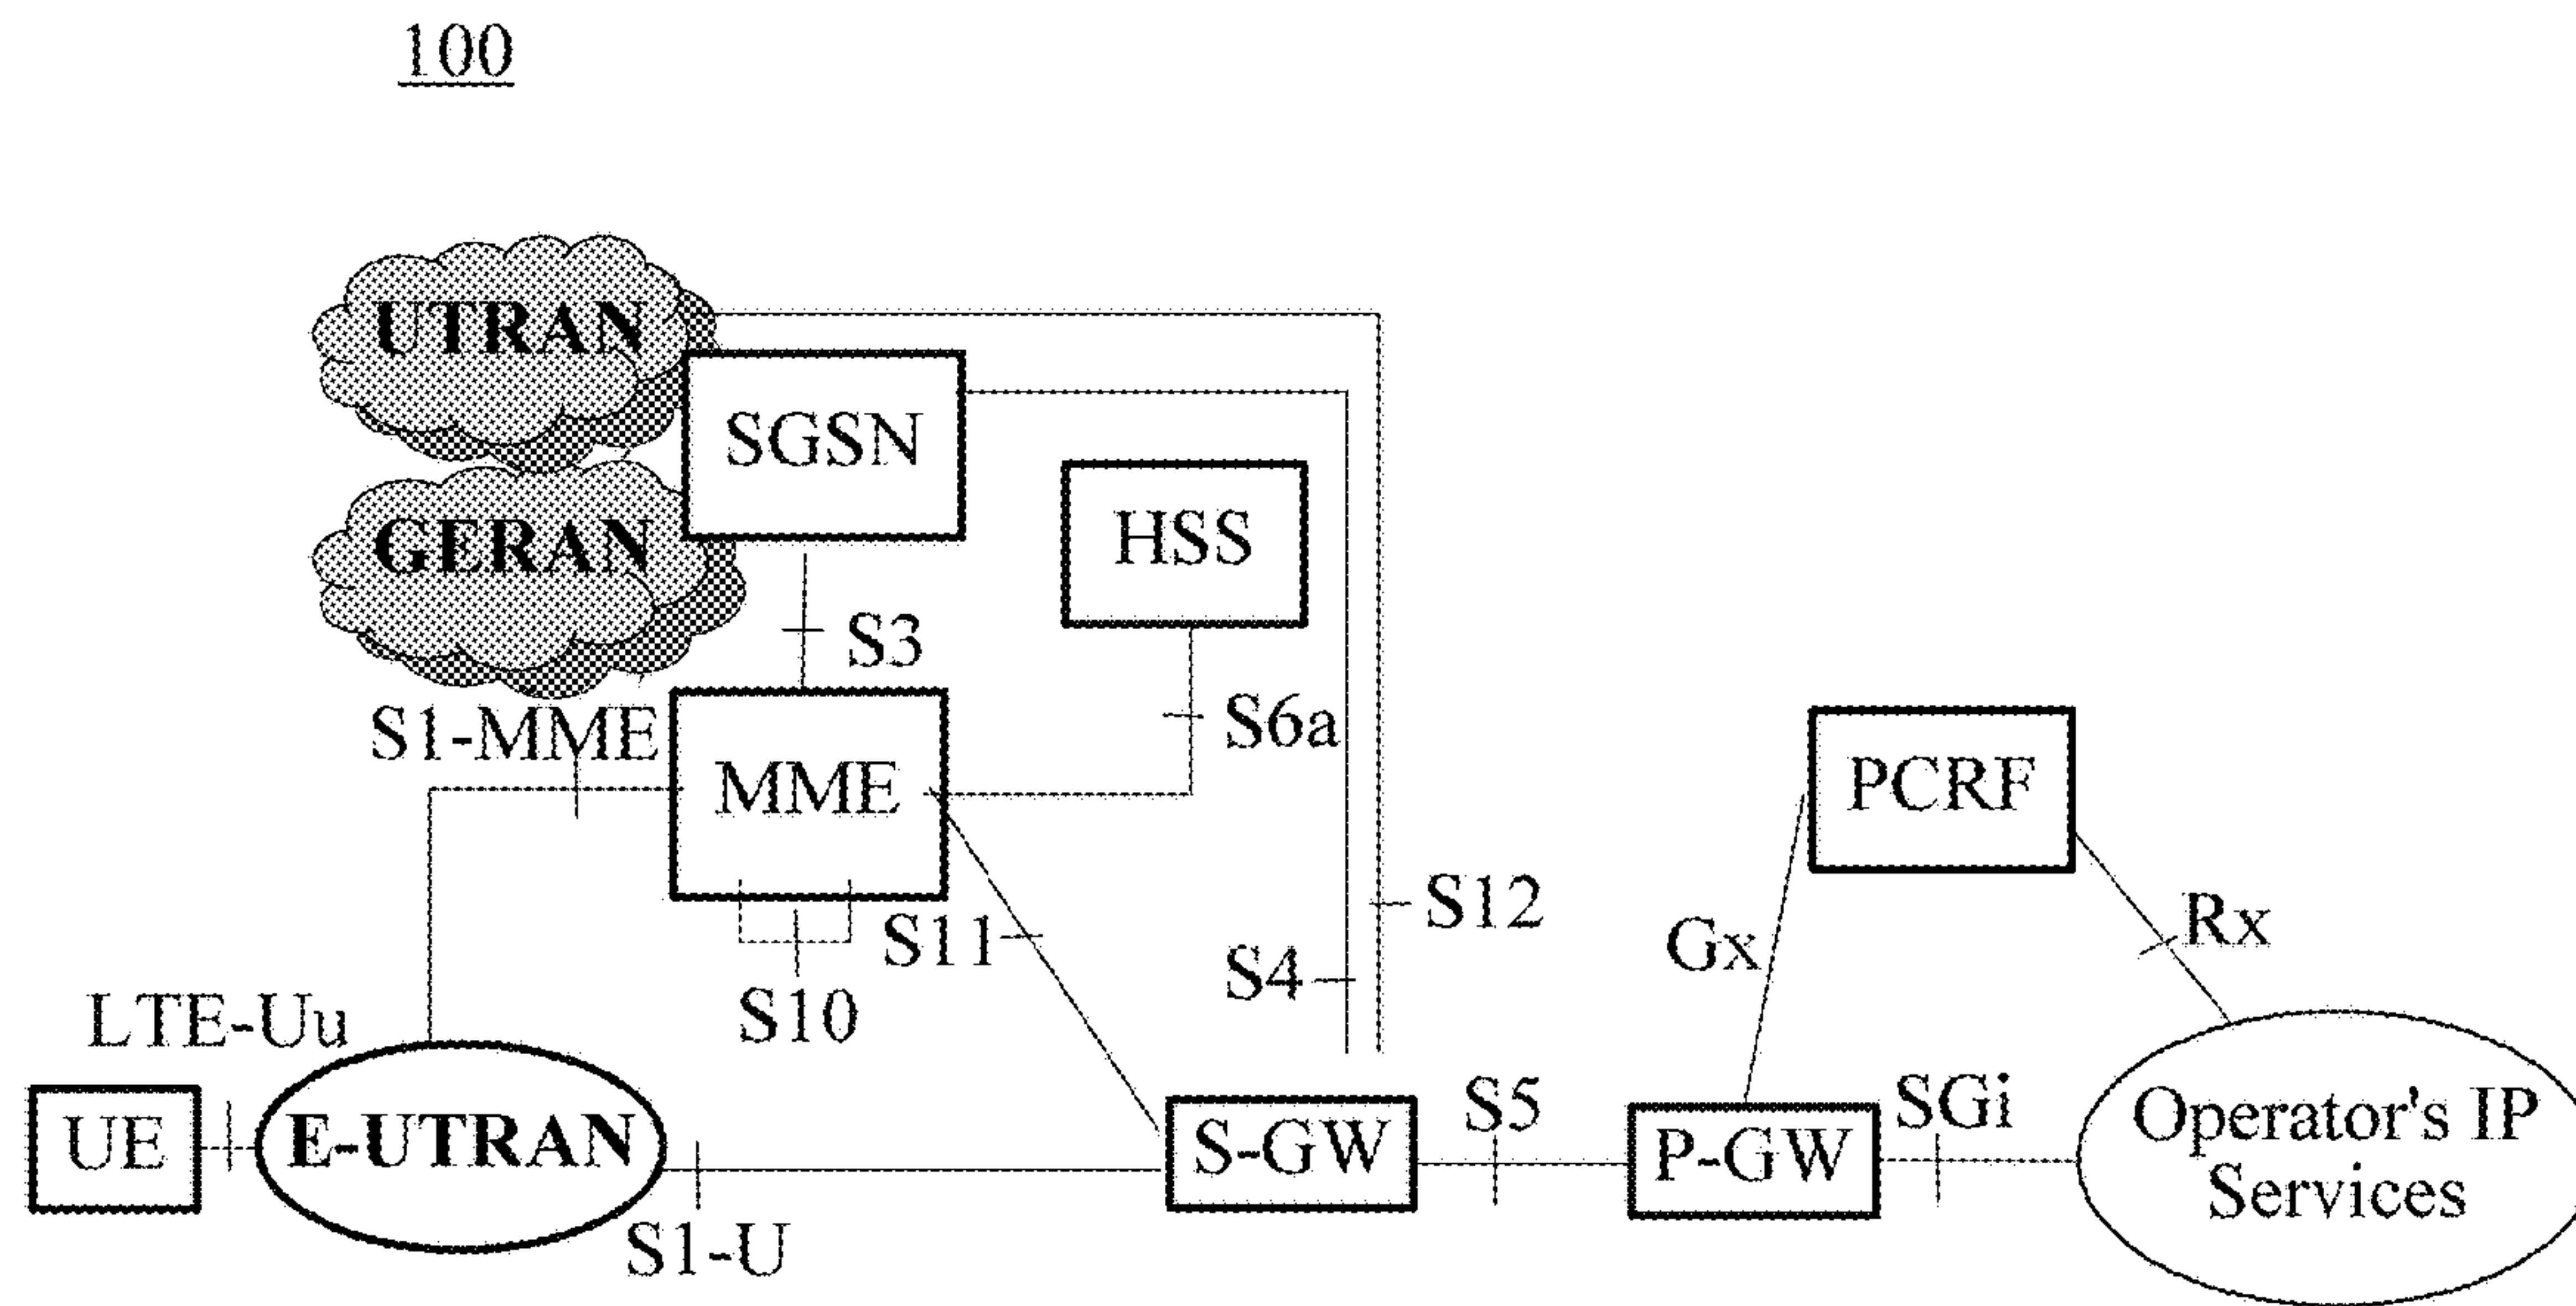 100
UTRAN
SGSN
GERAN
HSS
S3
S1-MME
S6a
MME
PCRF
S12
Rx
S11
Gx
S4
S10
LTE-Uu
UE
E-UTRAN
S-GW
S5
P-GW
SGi
Operator's IP
Services
S1-U